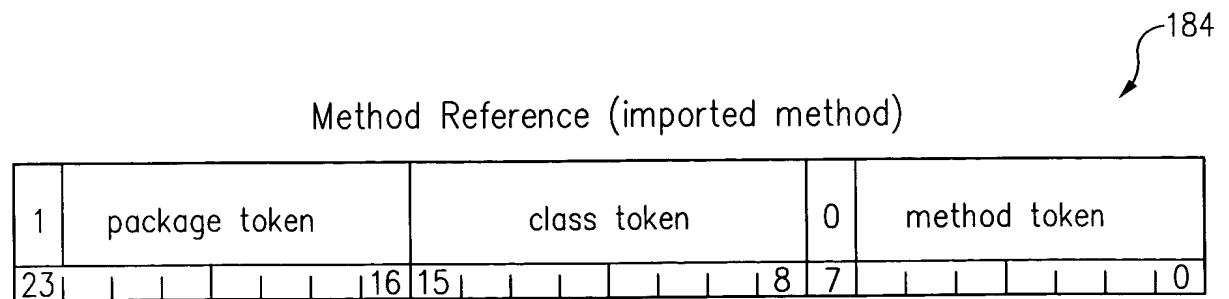 184
Method Reference (imported method)
1 package token class token 0 method token
23 16 15 8 7 0